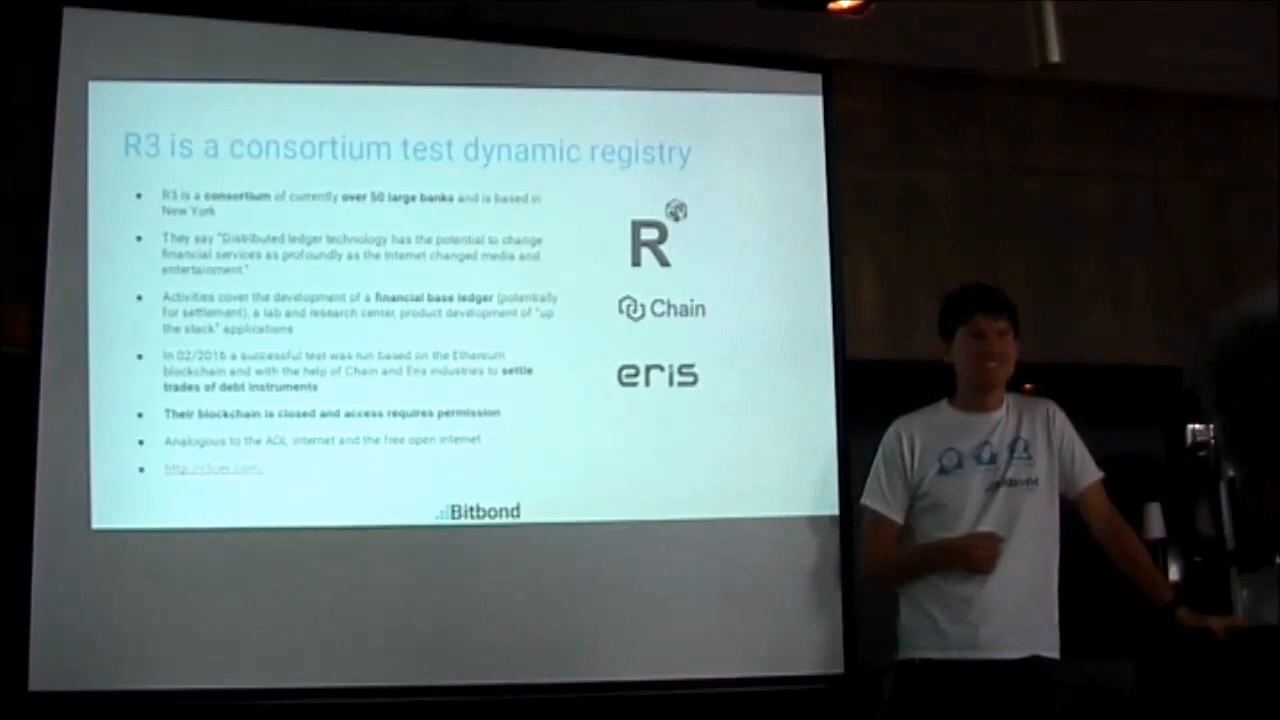 R3 is a consortium test dynamic registry
R3 is a consortium of currently over 50 large banks and is based in
New York
They say "Distributed ledger technology has the potential to change
financial services as profoundly as the Internet changed media and
entertainment"
Activities cover the development of a financial base ledger (potentially
for settlement), a lab and research center, product development of "up
the stack" applications
In 02/2016 a successful test was run based on the Ethereum
blockchain and with the help of Chain and Eris industries to settle
trades of debt instruments
Their blockchain is closed and access requires permission
Analogous to the AOL internet and the free open internet
R
Chain
eris
Bitbond
Bitbond